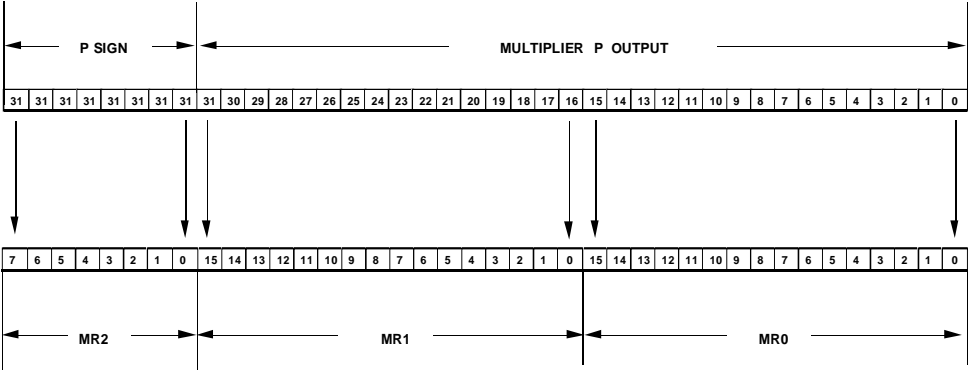 P SIGN MULTIPLIER P OUTPUT
31 31 31 31 31 31 31 31 31 30 29 28 27 26 25 24 23 22 21 20 19 18 17 16 15 14 13 12 11 10 9 8 7 6 5 4 3 2 1 0
7 6 5 4 3 2 1 0 15 14 13 12 11 10 9 8 7 6 5 4 3 2 1 0 15 14 13 12 11 10 9 8 7 6 5 4 3 2 1 0
MR2 MR1 MR0